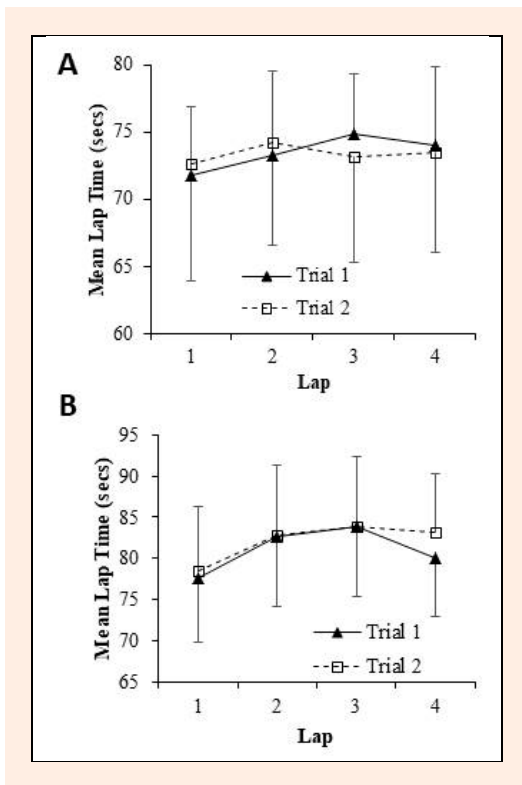 A
80
75
70
65
60
Mean Lap Time (secs)
Trial 1
Trial 2
1 2 3 4
Lap
B
95
90
85
80
75
70
65
Mean Lap Time (secs)
Trial 1
Trial 2
1 2 3 4
Lap